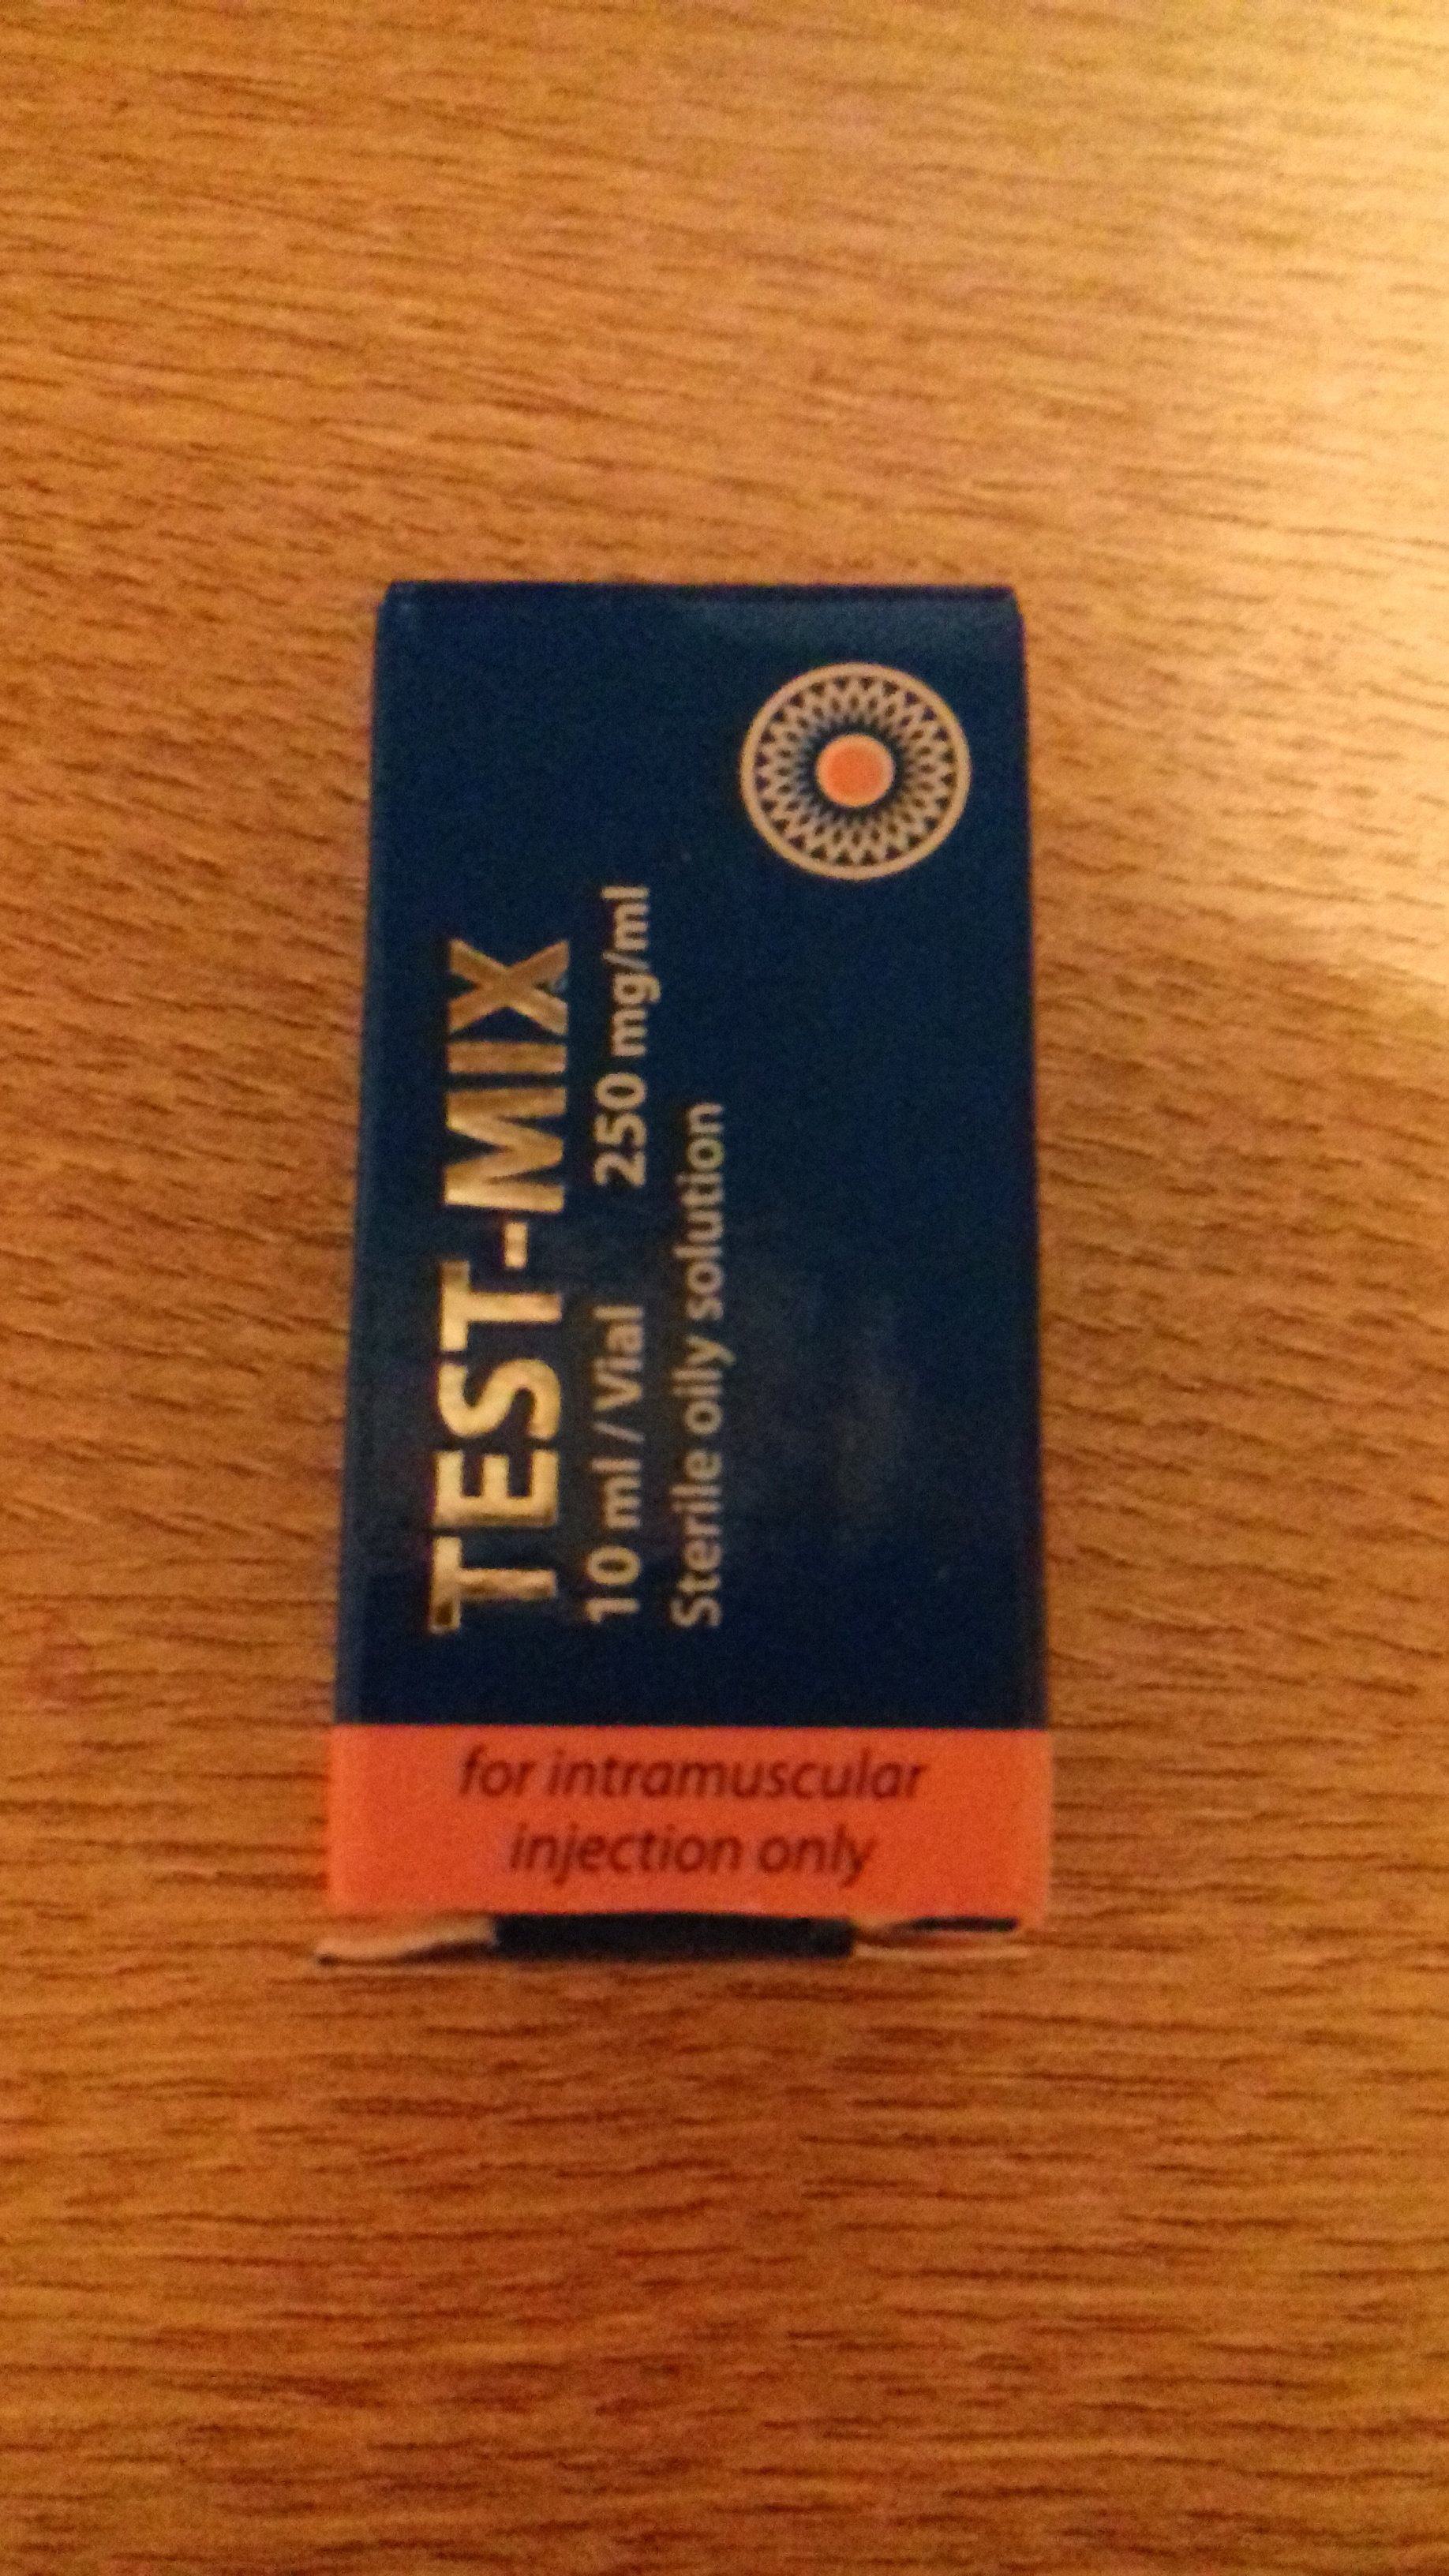 TEST-MIX
10 ml / Vial 250 mg/ml
Sterile oily solution
for intramuscular
injection only